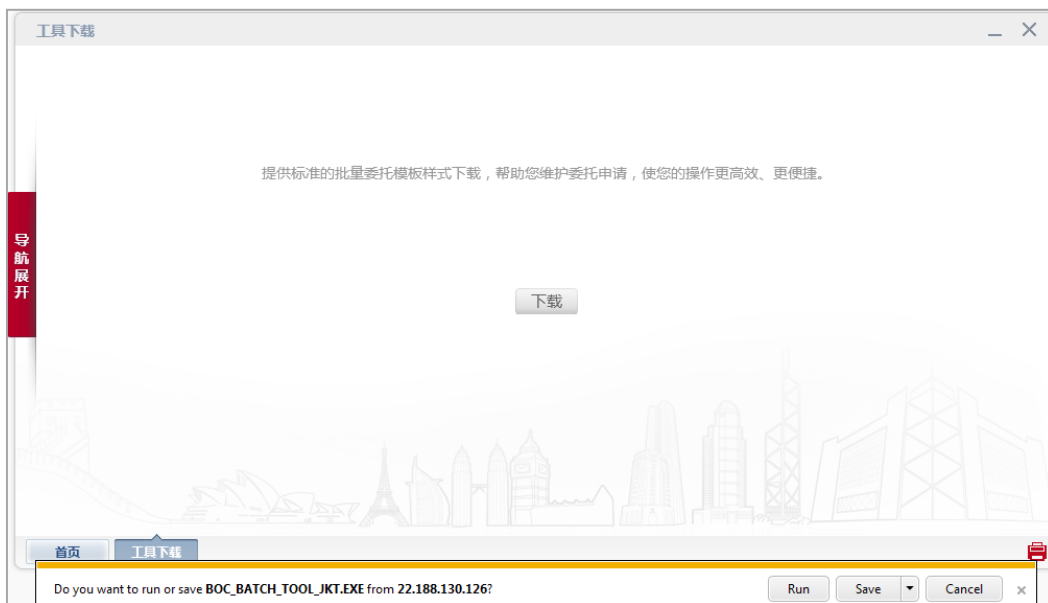 工具下载
提供标准的批量委托模板样式下载，帮助您维护委托申请，使您的操作更高效、更便捷。
导航展开
下载
首页
工具下载
Do you want to run or save BOC_BATCH_TOOL_JKT.EXE from 22.188.130.126?
Run
Save
Cancel